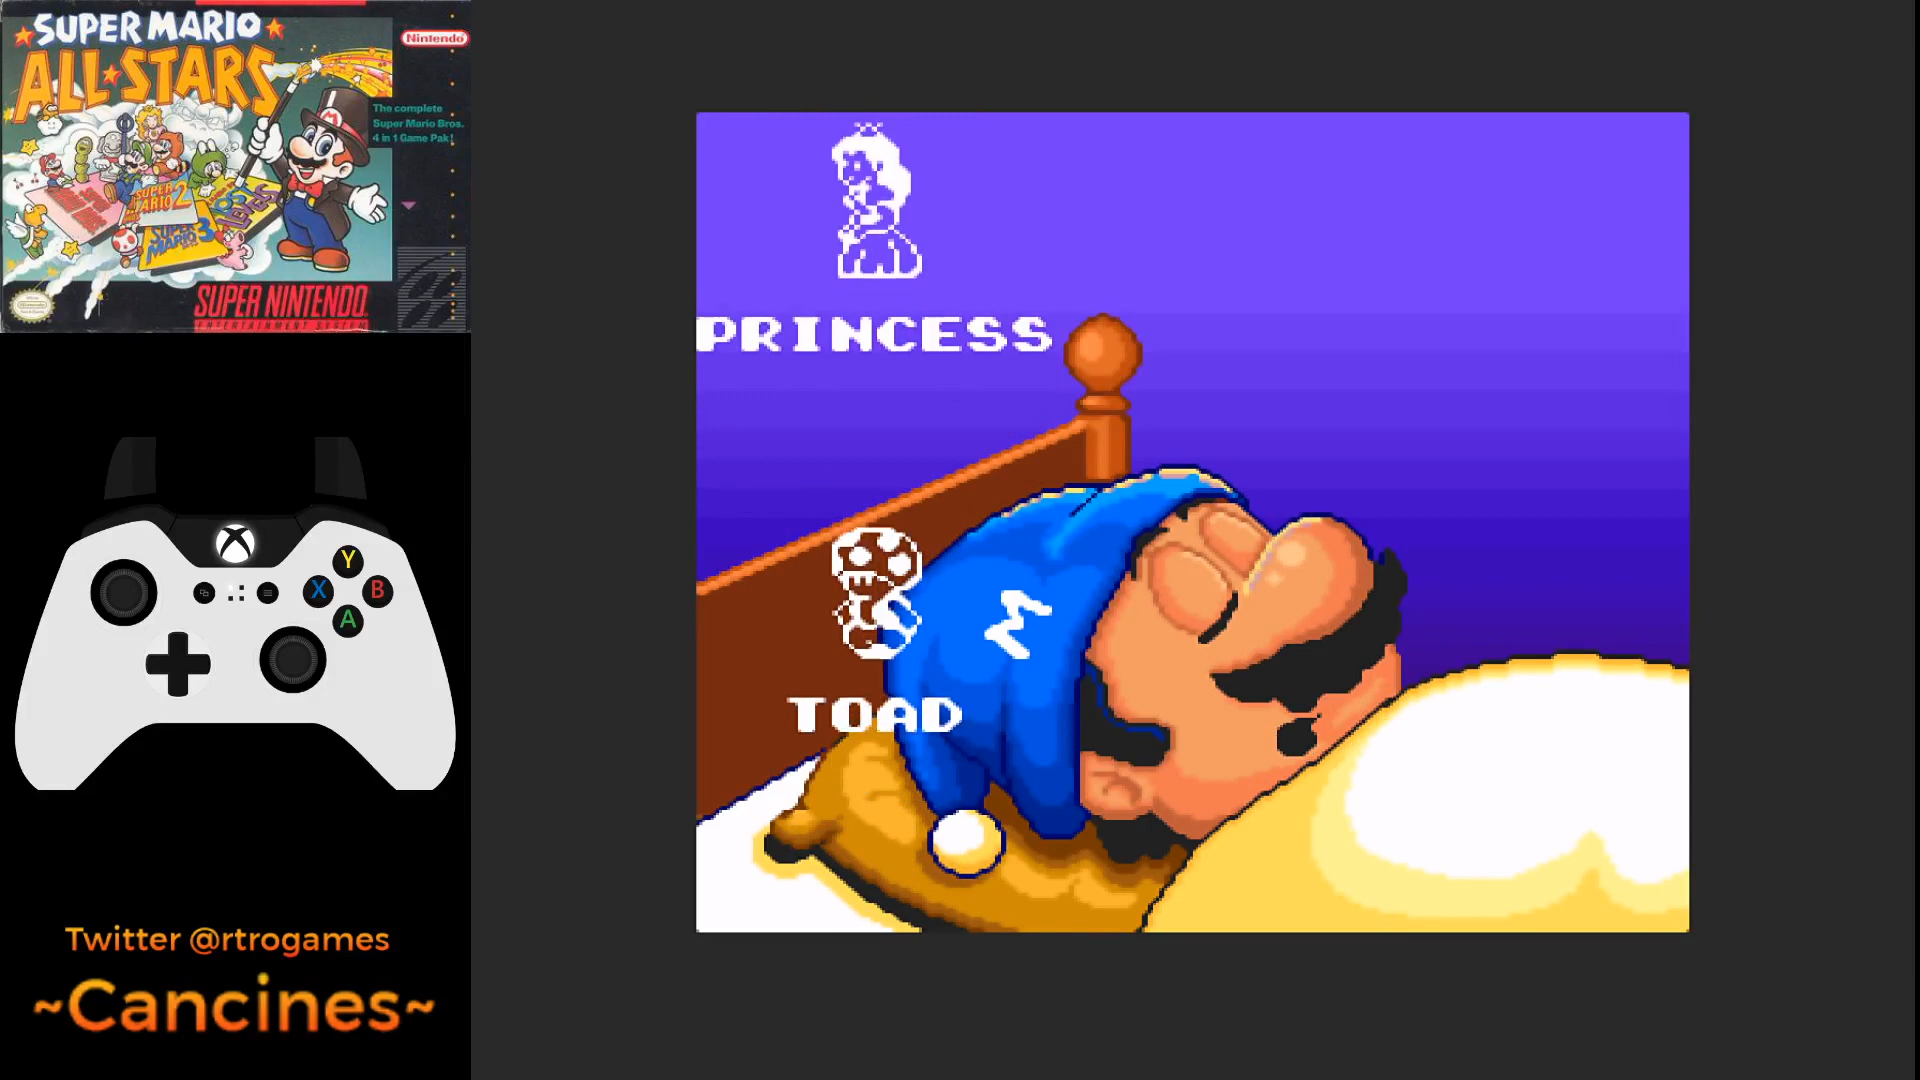 SUPER MARIO
ALL★STARS
Nintendo
The complete
Super Mario Bros.
4 in 1 Game Pak!
SUPER
MARIO 2
SUPER
MARIO 3
SUPER NINTENDO
ENTERTAINMENT SYSTEM
PRINCESS
TOAD
M
Y
X
B
A
Twitter @rtrogames
~Cancines~